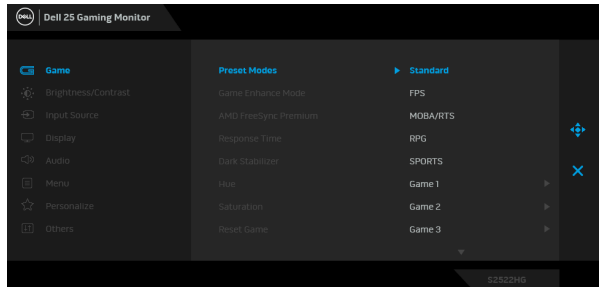 DELL
Dell 25 Gaming Monitor
Game
Brightness/Contrast
Input Source
Display
Audio
Menu
Personalize
Others
Preset Modes
Game Enhance Mode
AMD FreeSync Premium
Response Time
Dark Stabilizer
Hue
Saturation
Reset Game
Standard
FPS
MOBA/RTS
RPG
SPORTS
Game 1
Game 2
Game 3
S2522HG